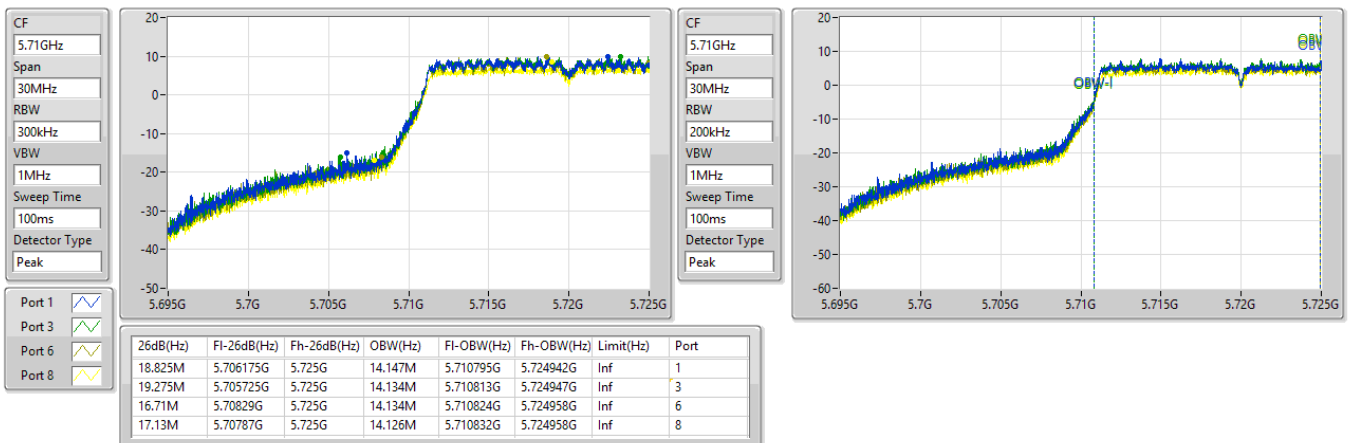 CF
5.71GHz
Span
30MHz
RBW
300kHz
VBW
1MHz
Sweep Time
100ms
Detector Type
Peak
20
10
0
-10
-20
-30
-40
-50
5.695G 5.7G 5.705G 5.71G 5.715G 5.72G 5.725G
CF
5.71GHz
Span
30MHz
RBW
200kHz
VBW
1MHz
Sweep Time
100ms
Detector Type
Peak
20
10
0
-10
-20
-30
-40
-50
-60
OBW-l
OBW
5.695G 5.7G 5.705G 5.71G 5.715G 5.72G 5.725G
Port 1
Port 3
Port 6
Port 8
26dB(Hz) Fl-26dB(Hz) Fh-26dB(Hz) OBW(Hz) Fl-OBW(Hz) Fh-OBW(Hz) Limit(Hz) Port
18.825M 5.706175G 5.725G 14.147M 5.710795G 5.724942G Inf 1
19.275M 5.705725G 5.725G 14.134M 5.710813G 5.724947G Inf 3
16.71M 5.70829G 5.725G 14.134M 5.710824G 5.724958G Inf 6
17.13M 5.70787G 5.725G 14.126M 5.710832G 5.724958G Inf 8